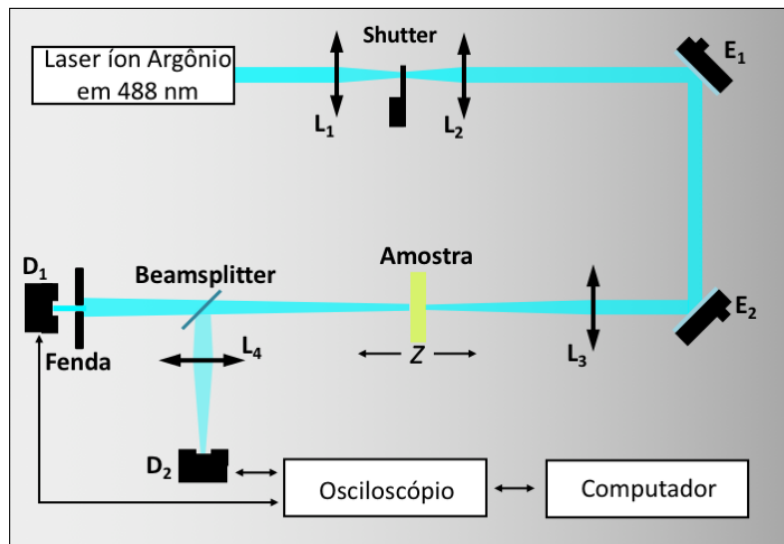 Laser íon Argônio
em 488 nm
Shutter
L1
L2
E1
E2
L3
Amostra
Z
Beamsplitter
D1
Fenda
L4
D2
Osciloscópio
Computador